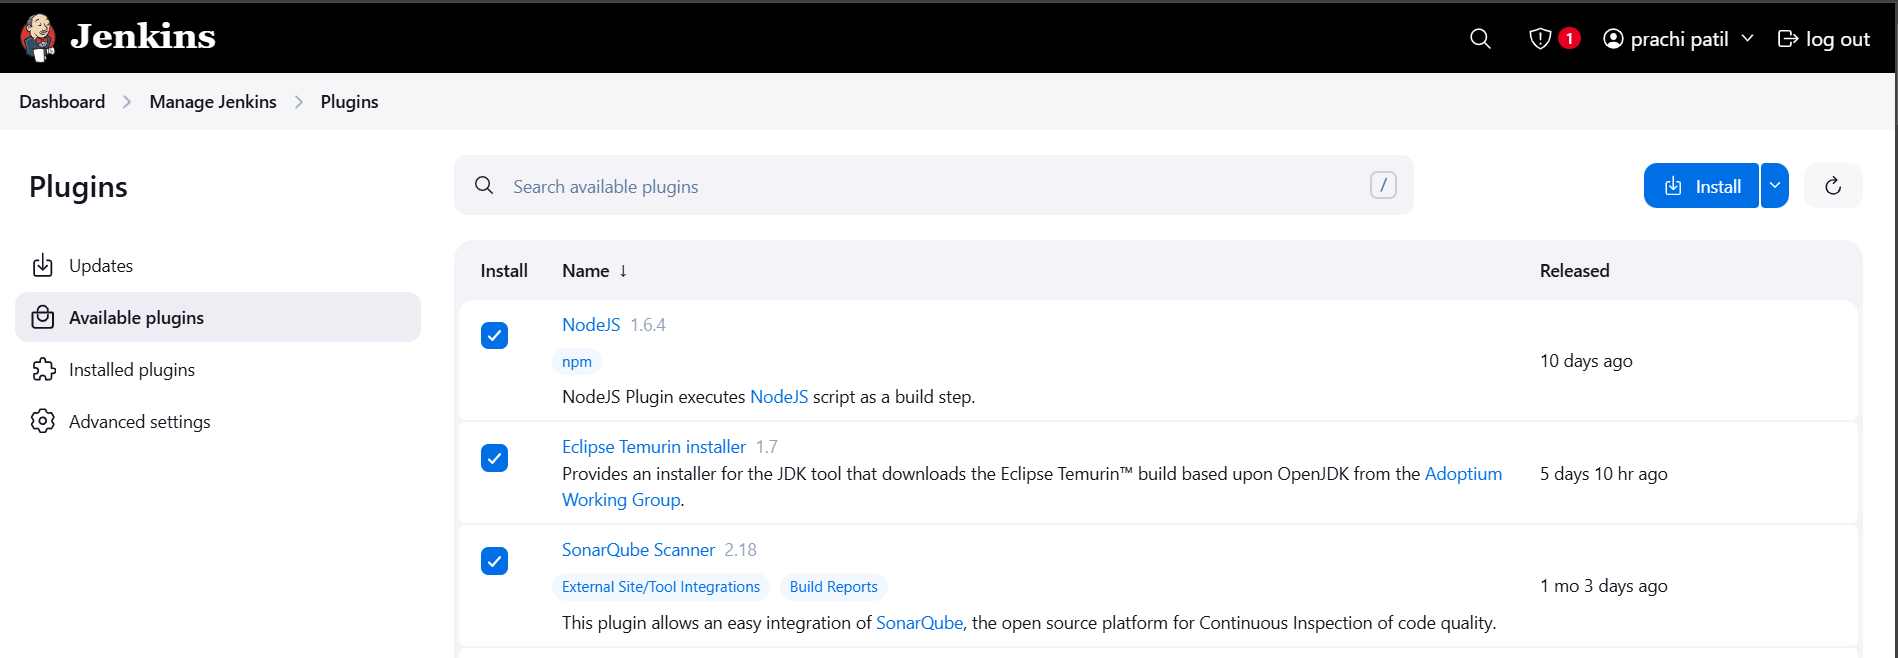 Jenkins
1
prachi patil
log out
Dashboard
Manage Jenkins
Plugins
Plugins
Search available plugins
/
Install
Updates
Available plugins
Installed plugins
Advanced settings
Install
Name ↓
Released
NodeJS 1.6.4
npm
NodeJS Plugin executes NodeJS script as a build step.
10 days ago
Eclipse Temurin installer 1.7
Provides an installer for the JDK tool that downloads the Eclipse Temurin™ build based upon OpenJDK from the Adoptium
Working Group.
5 days 10 hr ago
SonarQube Scanner 2.18
External Site/Tool Integrations
Build Reports
This plugin allows an easy integration of SonarQube, the open source platform for Continuous Inspection of code quality.
1 mo 3 days ago